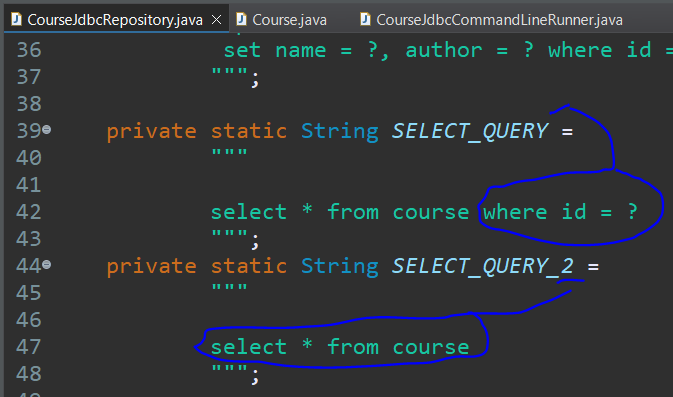 CourseJdbcRepository.java Course.java CourseJdbcCommandLineRunner.java
36 set name = ?, author = ? where id =
37 """;
38
39 private static String SELECT_QUERY =
40 """
41
42 select * from course where id = ?
43 """;
44 private static String SELECT_QUERY_2 =
45 """
46
47 select * from course
48 """;